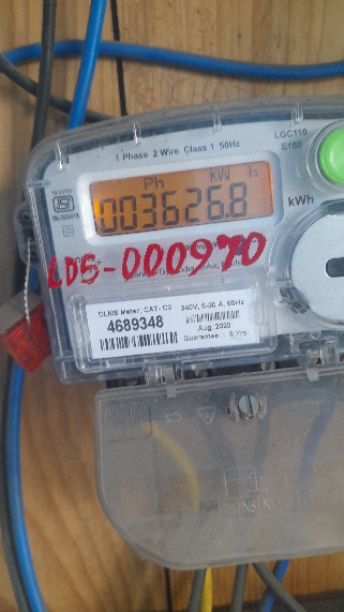 LGC110
E150
1 Phase 2 Wire Class 1 50Hz
Ph KW h
003626.8
kWh
LD5-000970
CLMS Meter, CAT- C3 240V, 5-30 A, 50Hz
4689348
Aug. 2020
Guarantee : 5 Yrs.